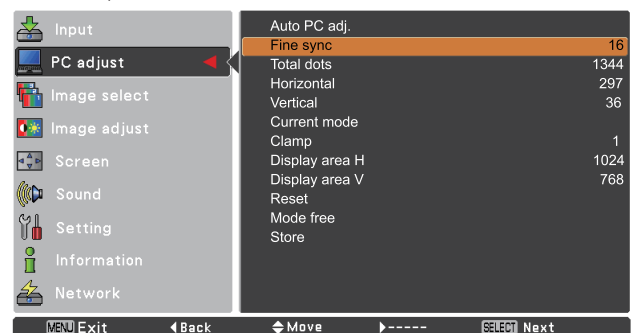 Input
PC adjust
Image select
Image adjust
Screen
Sound
Setting
Information
Network
Auto PC adj.
Fine sync 16
Total dots 1344
Horizontal 297
Vertical 36
Current mode
Clamp 1
Display area H 1024
Display area V 768
Reset
Mode free
Store
MENU Exit Back Move ----- SELECT Next